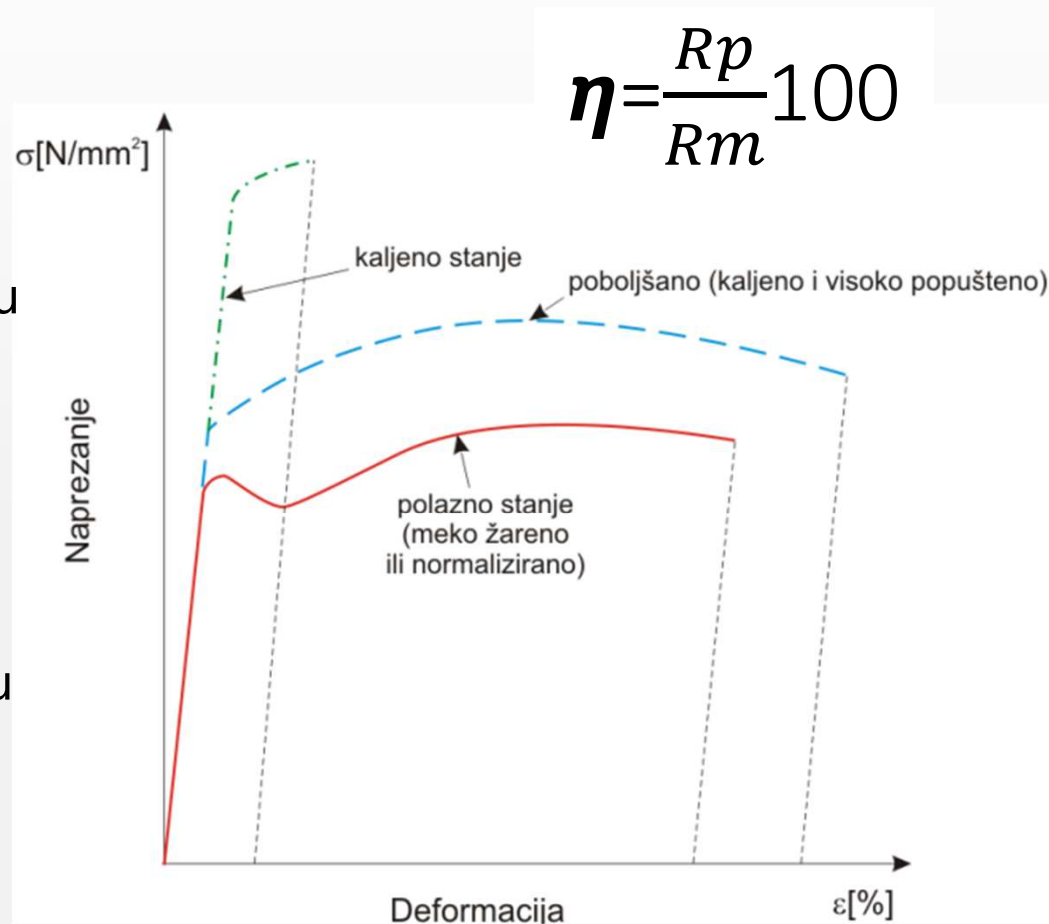 η=Rp/Rm 100
σ[N/mm²]
kaljeno stanje
poboljšano (kaljeno i visoko popušteno)
u
Naprezanje
polazno stanje
(meko žareno
ili normalizirano)
u
Deformacija
ε[%]